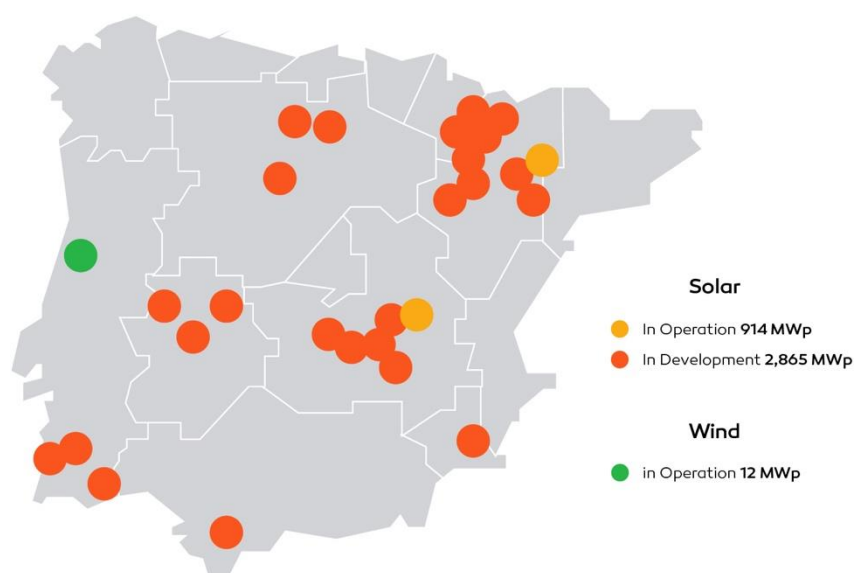 Solar
In Operation 914 MWp
In Development 2,865 MWp
Wind
in Operation 12 MWp